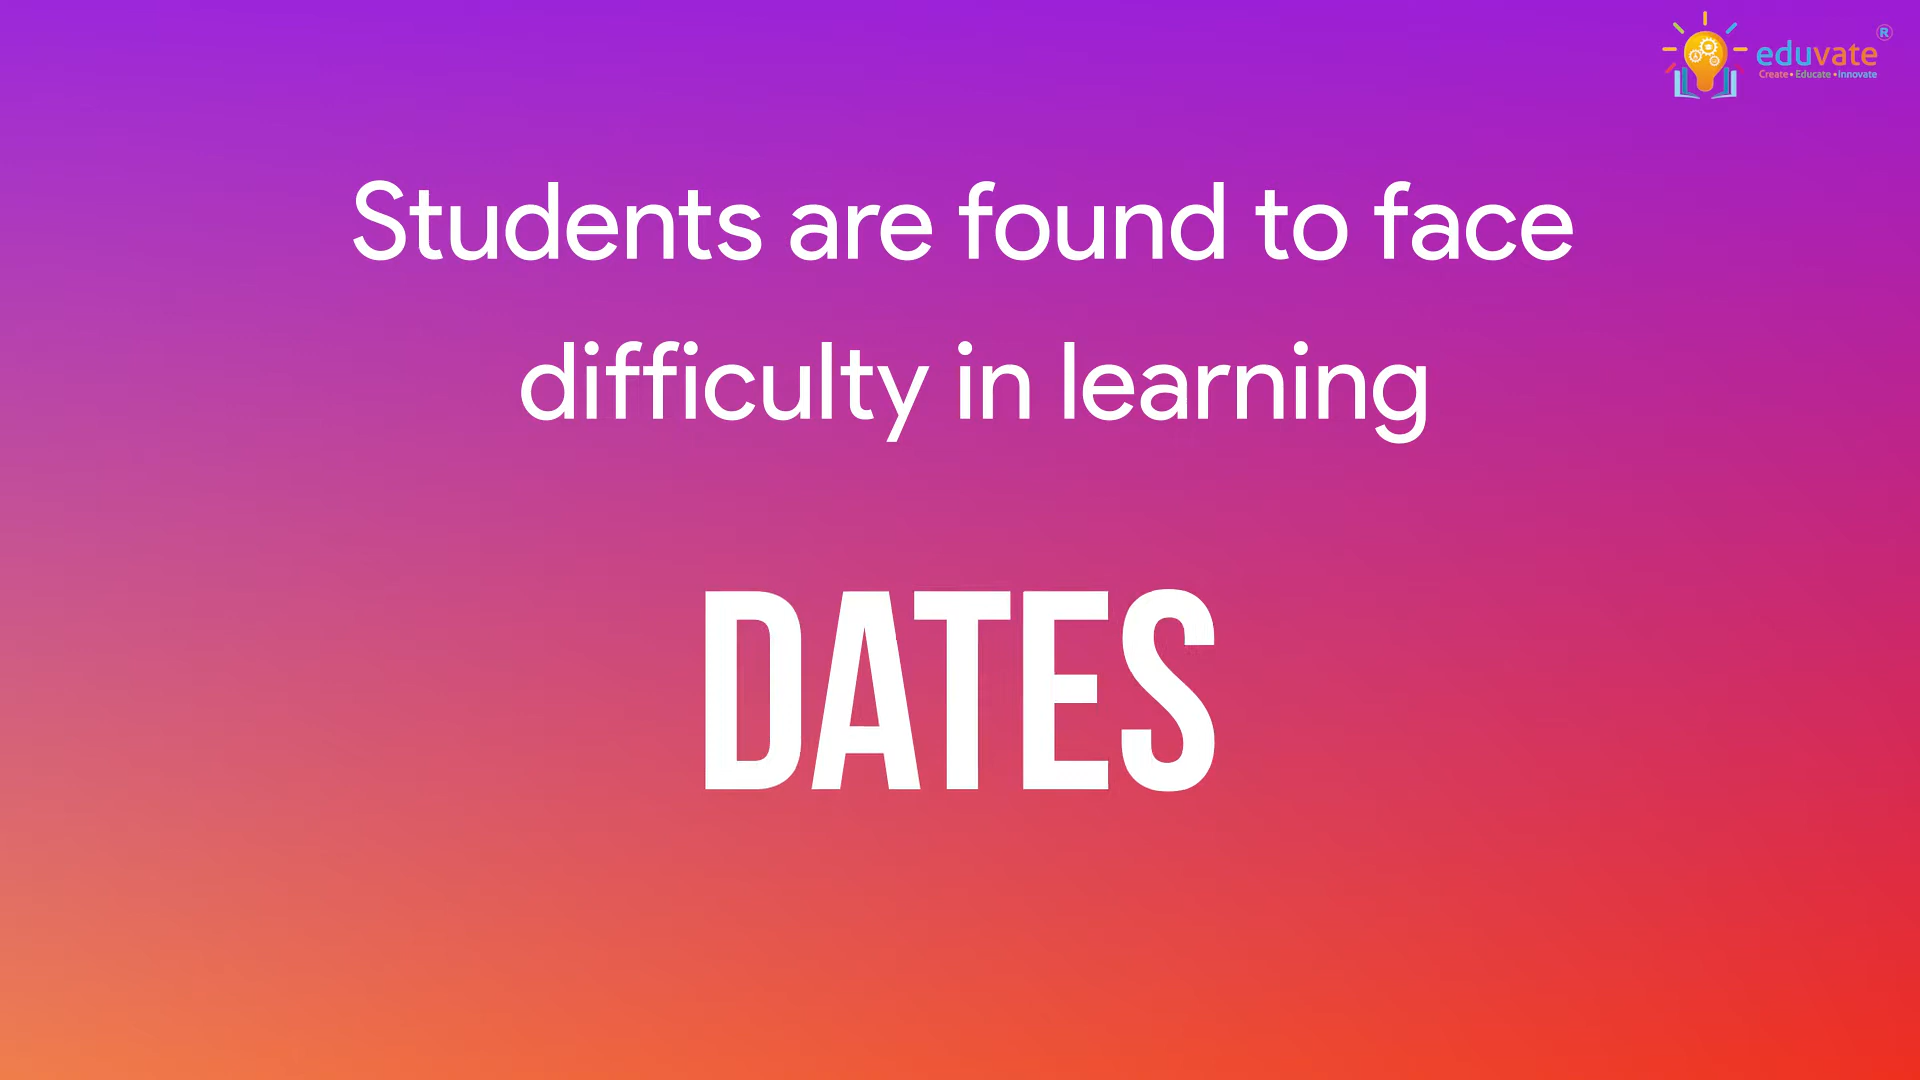 eduvate ®
Create • Educate • Innovate
Students are found to face
difficulty in learning
DATES